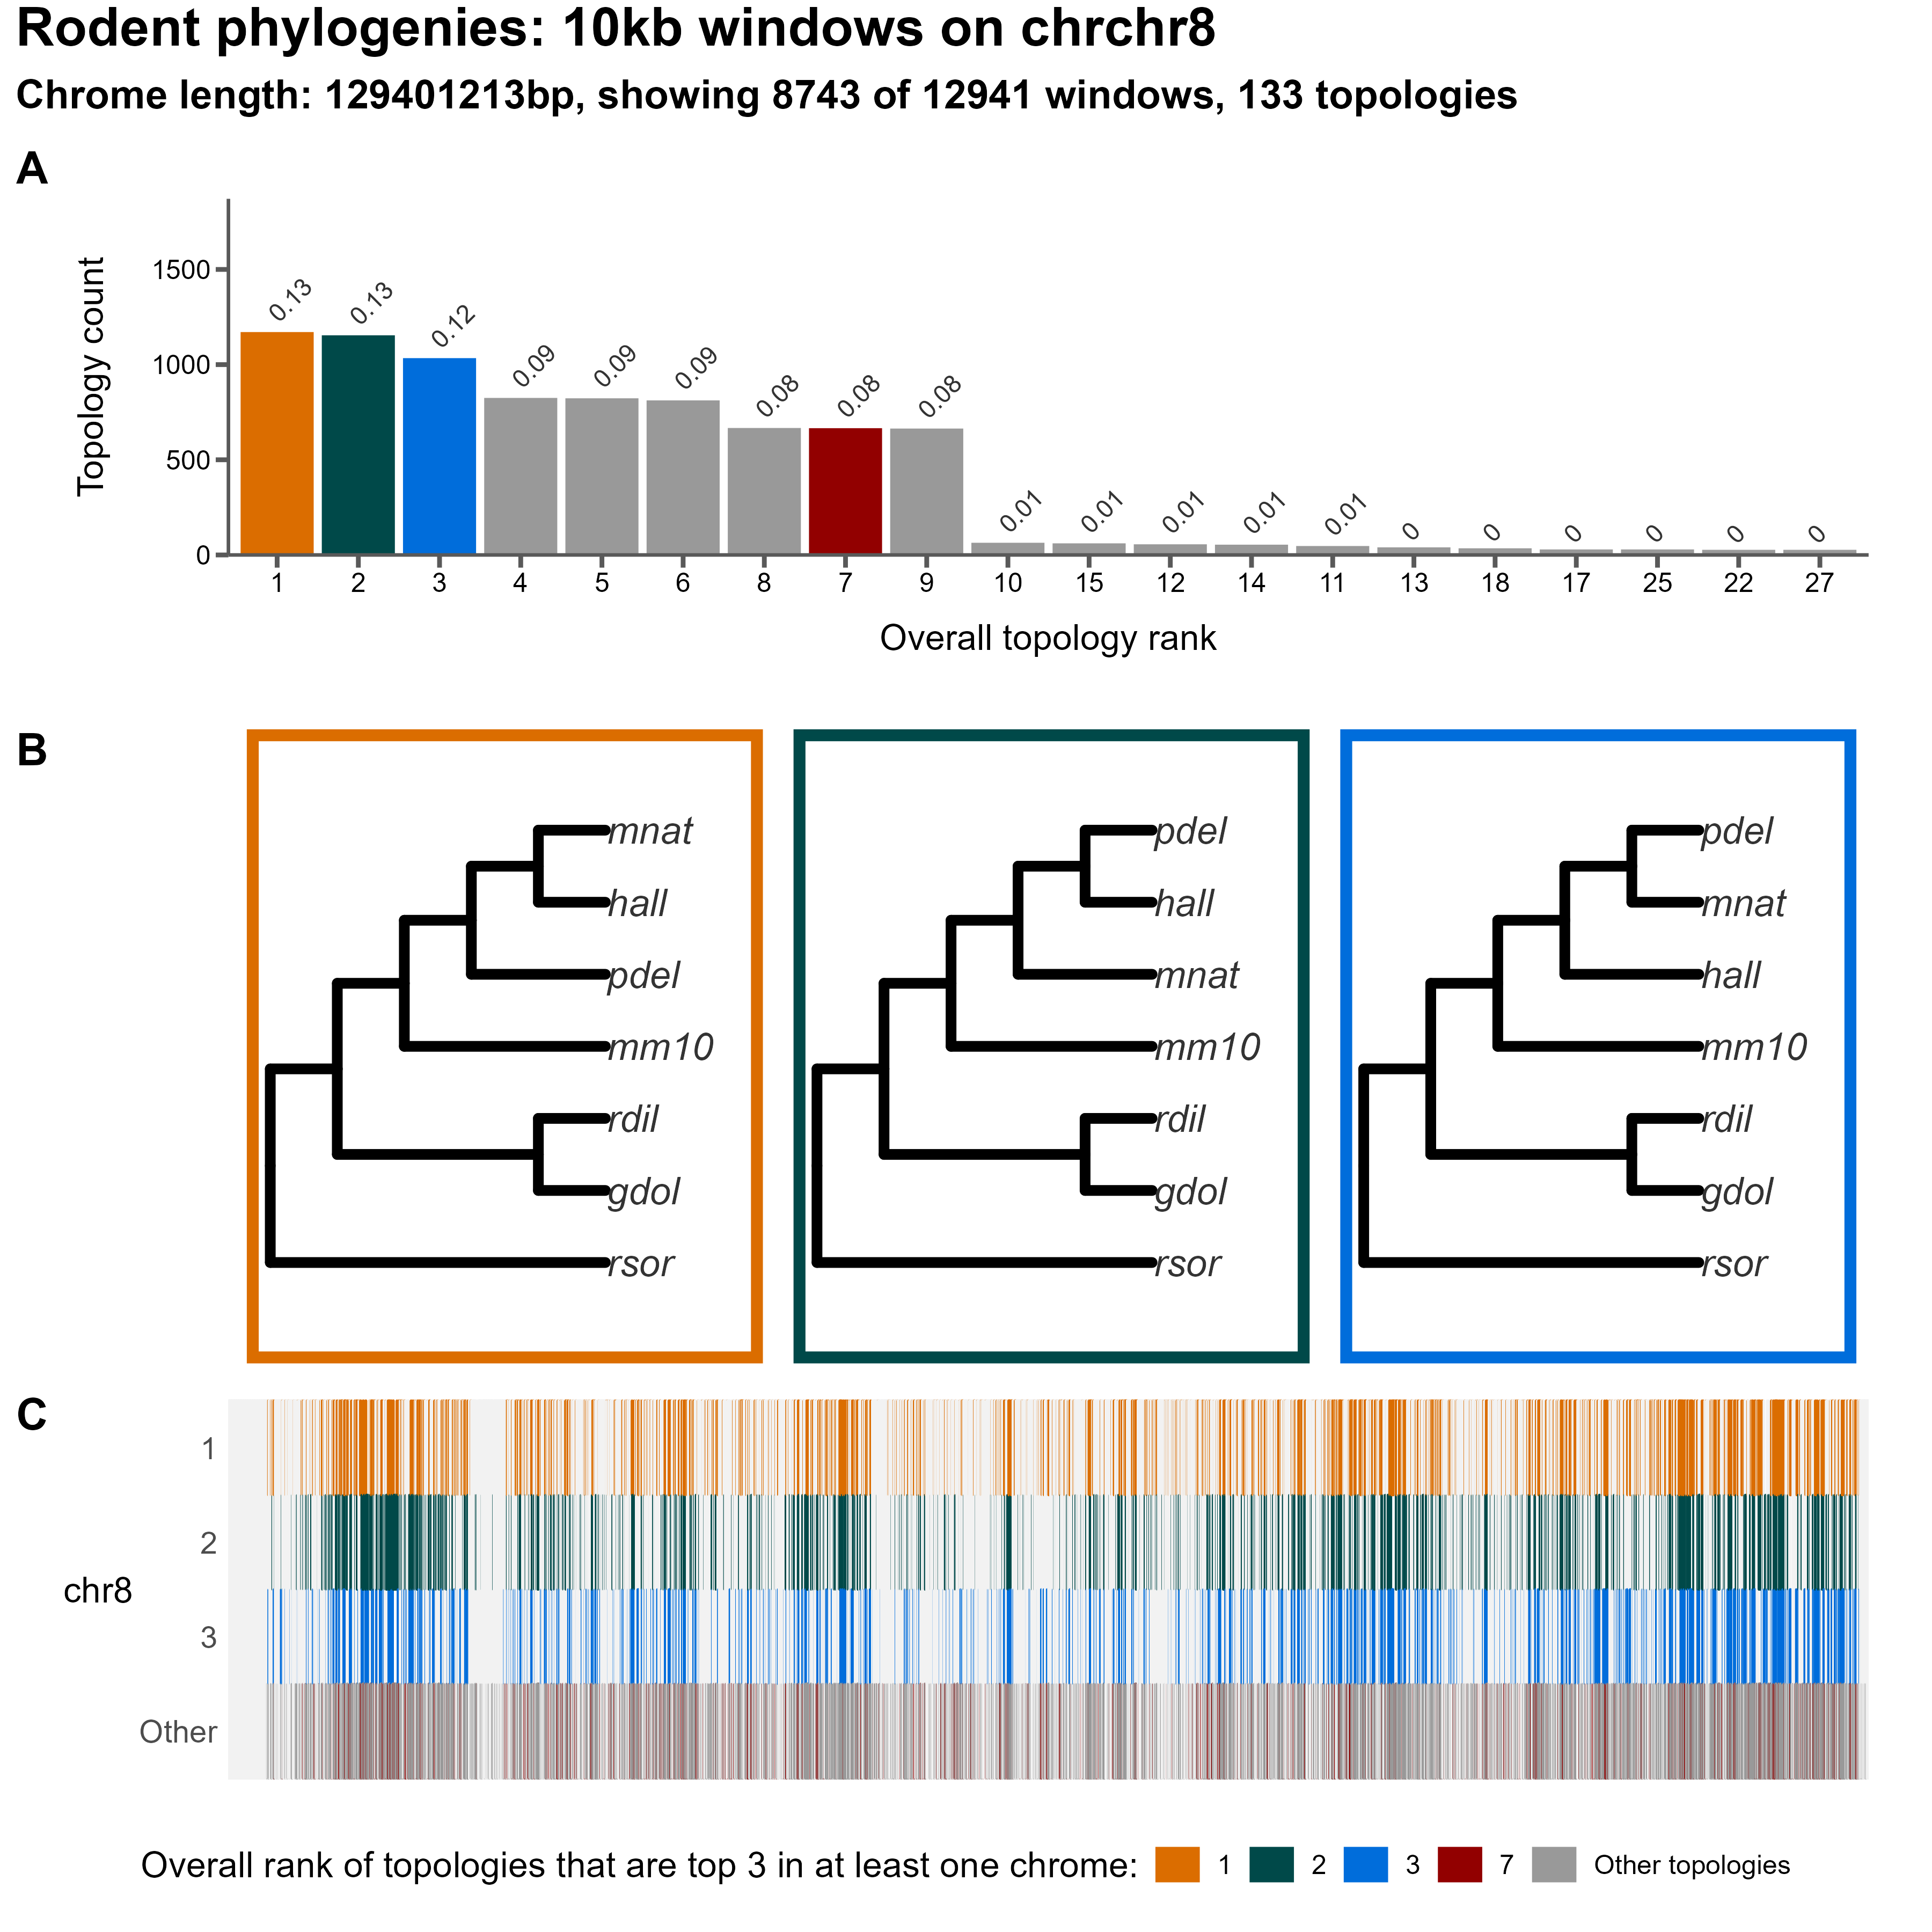 Rodent phylogenies: 10kb windows on chrchr8
Chrome length: 129401213bp, showing 8743 of 12941 windows, 133 topologies
A
Topology count
1500
1000
500
0
0.13 0.13 0.12 0.09 0.09 0.09 0.08 0.08 0.08 0.01 0.01 0.01 0.01 0.01 0 0 0 0 0 0
1 2 3 4 5 6 8 7 9 10 15 12 14 11 13 18 17 25 22 27
Overall topology rank
B
mnat
hall
pdel
mm10
rdil
gdol
rsor
pdel
hall
mnat
mm10
rdil
gdol
rsor
pdel
mnat
hall
mm10
rdil
gdol
rsor
C
chr8
1
2
3
Other
Overall rank of topologies that are top 3 in at least one chrome: 1 2 3 7 Other topologies